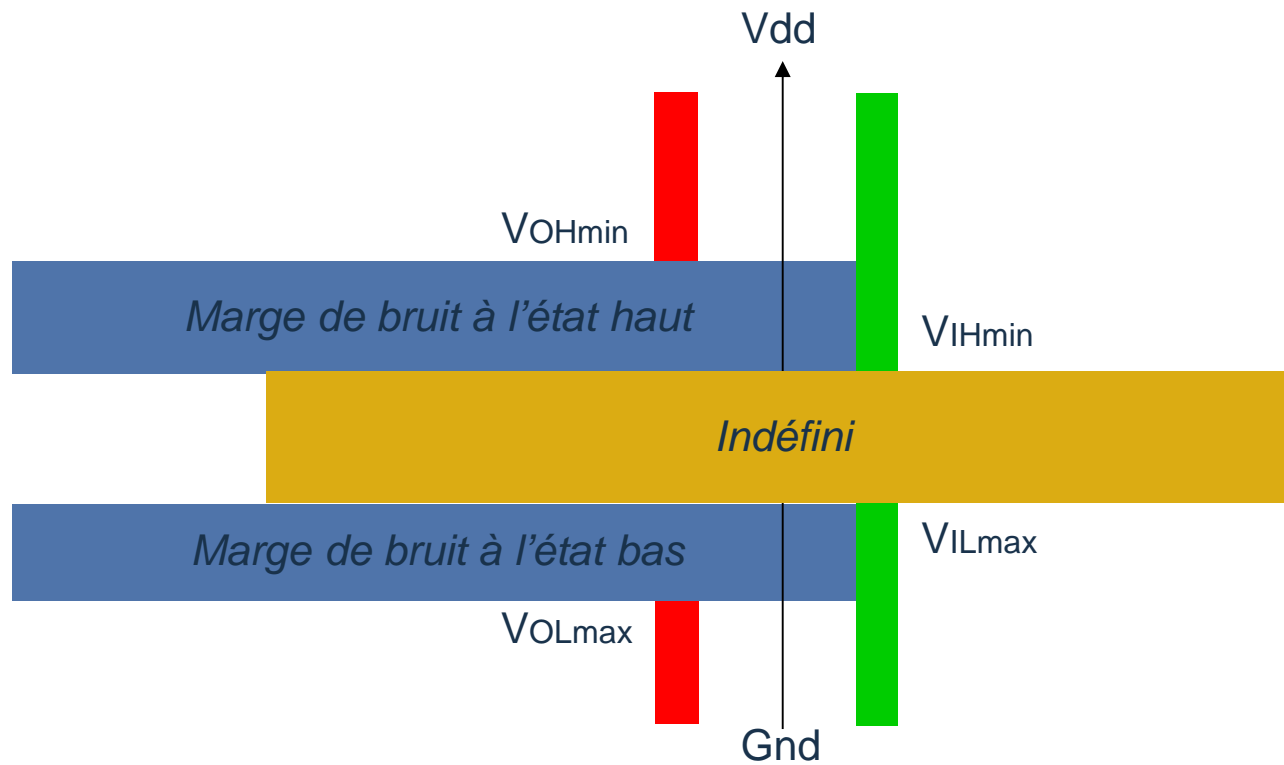 Vdd
VOHmin
Marge de bruit à l’état haut
VIHmin
Indéfini
Marge de bruit à l’état bas
VILmax
VOLmax
Gnd